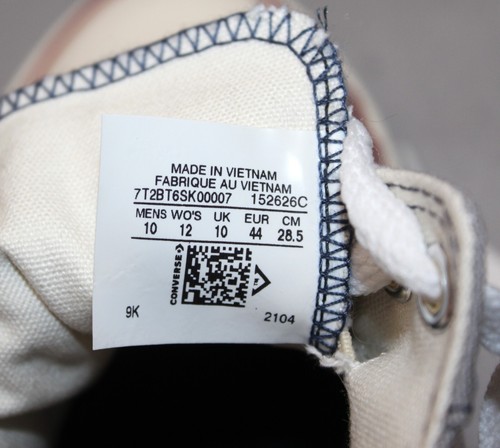 MADE IN VIETNAM
FABRIQUE AU VIETNAM
7T2BT6SK00007 152626C
MENS WO'S UK EUR CM
10 12 10 44 28.5
CONVERSE
9K 2104